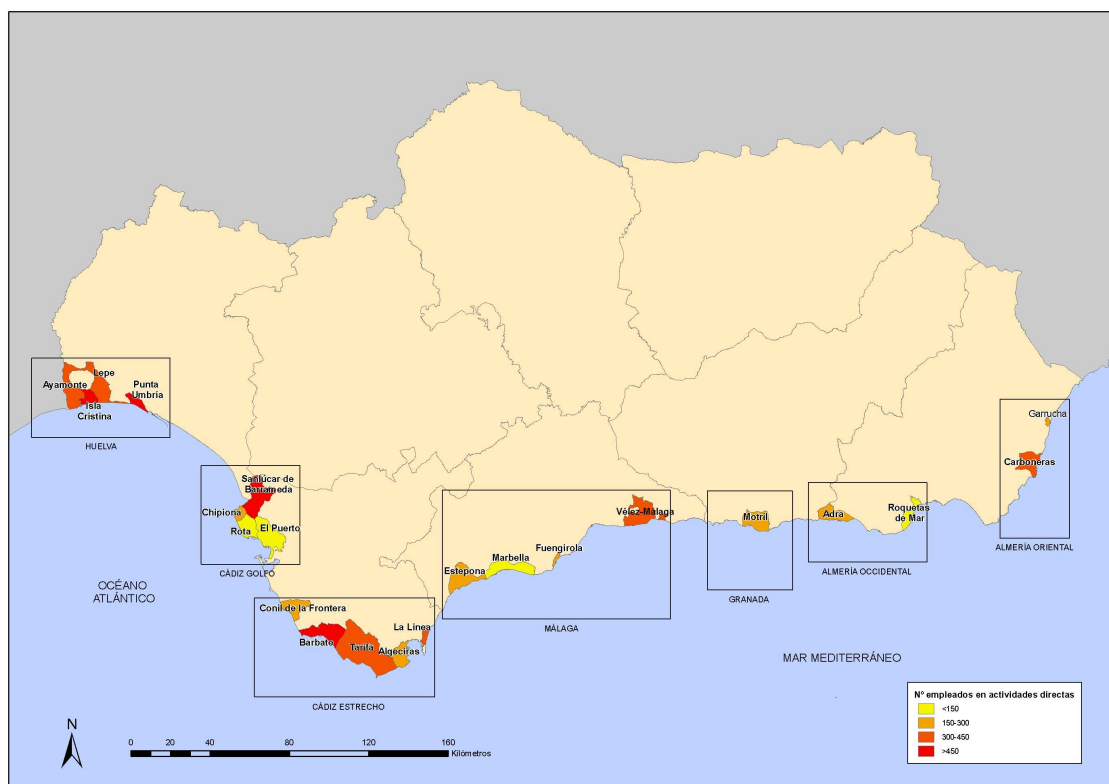 Lepe
Ayamonte
Punta
Umbría
Isla
Cristina
HUELVA
Sanlúcar de
Barrameda
Chipiona
Rota
El Puerto
CÁDIZ GOLFO
OCÉANO
ATLÁNTICO
Conil de la Frontera
La Línea
Barbate
Tarifa
Algeciras
CÁDIZ ESTRECHO
Vélez-Málaga
Fuengirola
Marbella
Estepona
MÁLAGA
Motril
GRANADA
Adra
Roquetas
de Mar
ALMERÍA OCCIDENTAL
Garrucha
Carboneras
ALMERÍA ORIENTAL
MAR MEDITERRÁNEO
N
0 20 40 80 120 160
Kilómetros
Nº empleados en actividades directas
<150
150-300
300-450
>450